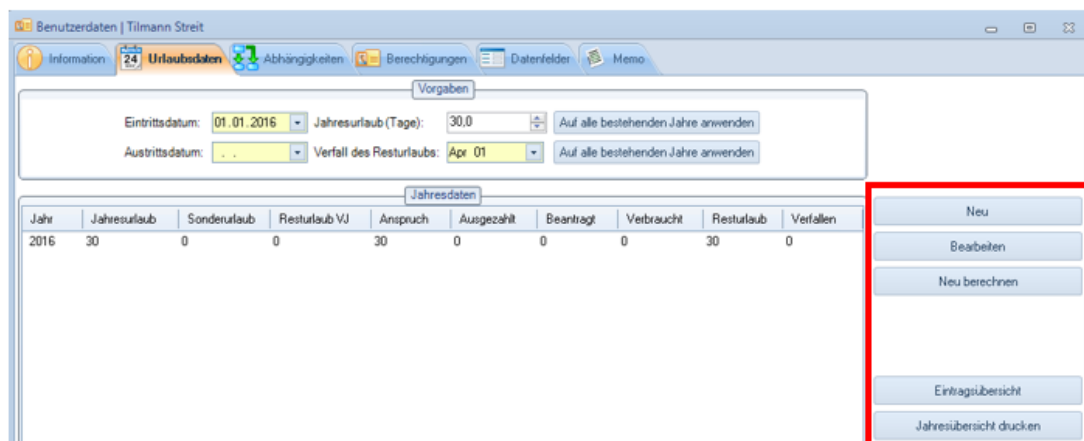 Benutzerdaten | Tilmann Streit
Information Urlaubsdaten Abhängigkeiten Berechtigungen Datenfelder Memo
24
Vorgaben
Eintrittsdatum: 01.01.2016 Jahresurlaub (Tage): 30,0 Auf alle bestehenden Jahre anwenden
Austrittsdatum: . . Verfall des Resturlaubs: Apr 01 Auf alle bestehenden Jahre anwenden
Jahresdaten
Jahr Jahresurlaub Sonderurlaub Resturlaub VJ Anspruch Ausgezahlt Beantragt Verbraucht Resturlaub Verfallen
2016 30 0 0 30 0 0 0 30 0
Neu
Bearbeiten
Neu berechnen
Eintragsübersicht
Jahresübersicht drucken